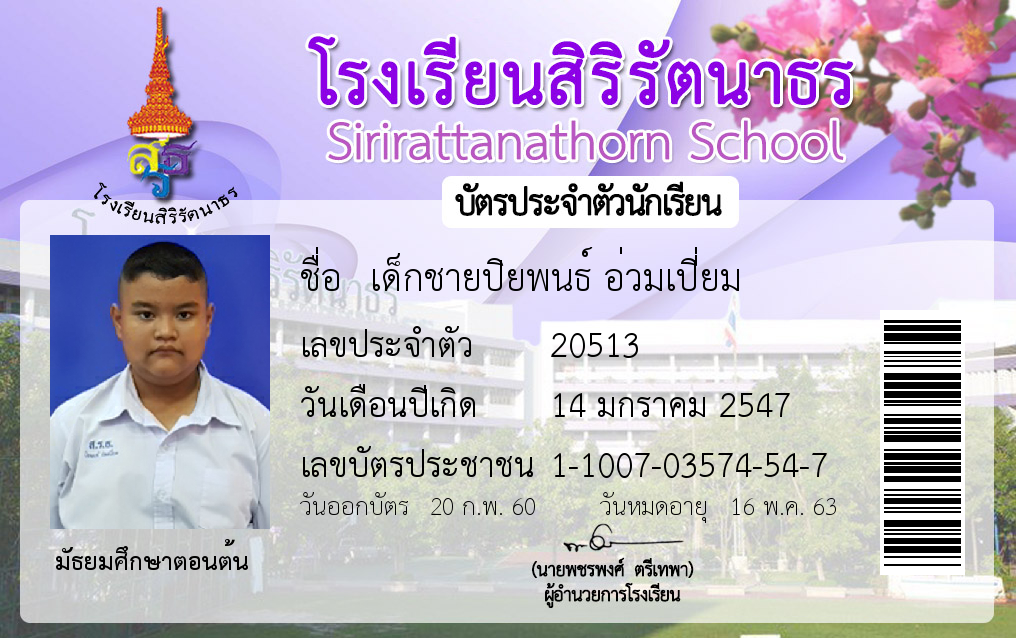 โรงเรียนสิริรัตนาธร
Sirirattanathorn School
สธร
โรงเรียนสิริรัตนาธร
บัตรประจำตัวนักเรียน
ชื่อ เด็กชายปิยพนธ์ อ่วมเปี่ยม
เลขประจำตัว 20513
วันเดือนปีเกิด 14 มกราคม 2547
เลขบัตรประชาชน 1-1007-03574-54-7
วันออกบัตร 20 ก.พ. 60 วันหมดอายุ 16 พ.ค. 63
ส.ร.ธ.
มัธยมศึกษาตอนต้น
(นายพชรพงศ์ ตรีเทพา)
ผู้อำนวยการโรงเรียน